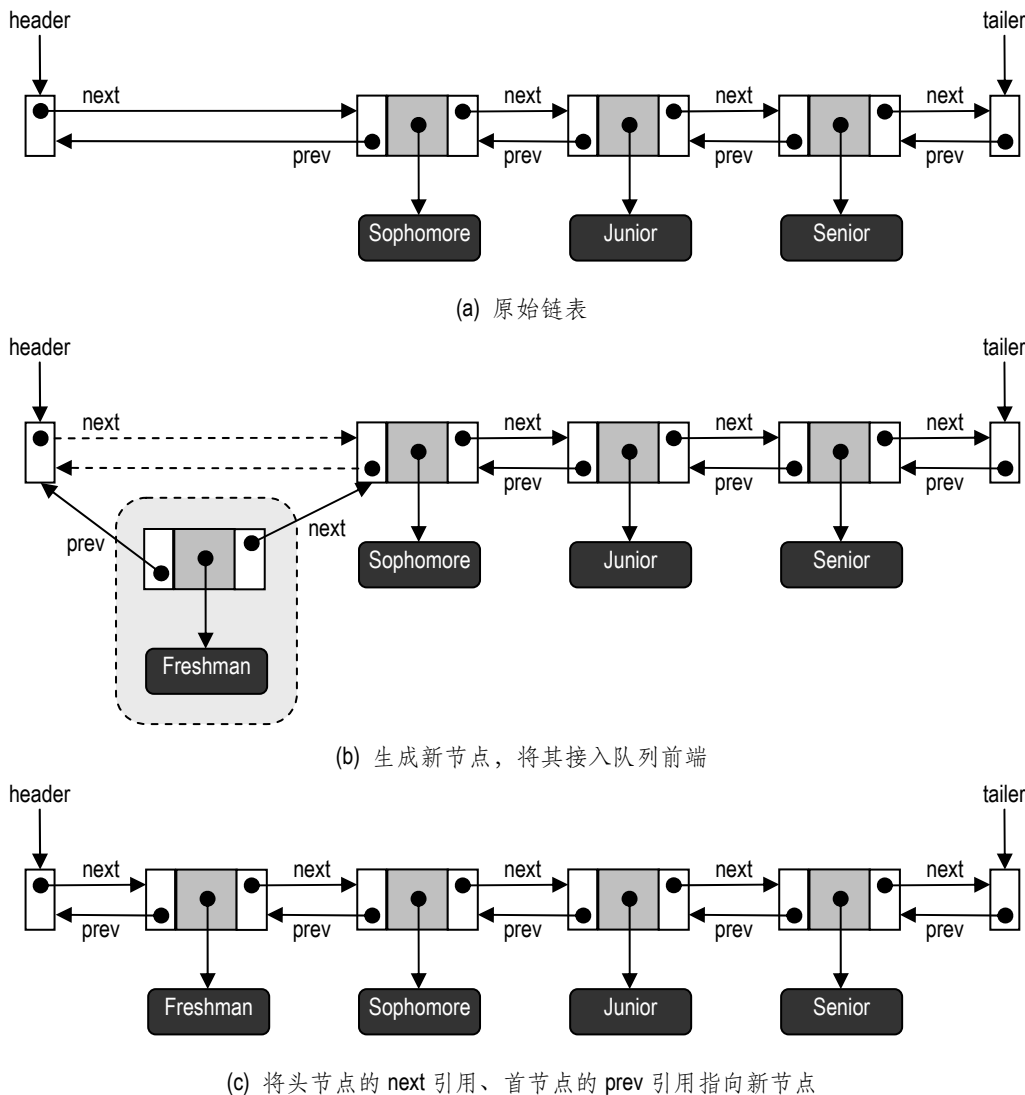 header tailer
next next next next
prev prev prev prev
Sophomore Junior Senior
(a) 原始链表
header tailer
next next next next
prev prev prev
prev next
Sophomore Junior Senior
Freshman
(b) 生成新节点，将其接入队列前端
header tailer
next next next next next
prev prev prev prev prev
Freshman Sophomore Junior Senior
(c) 将头节点的 next 引用、首节点的 prev 引用指向新节点